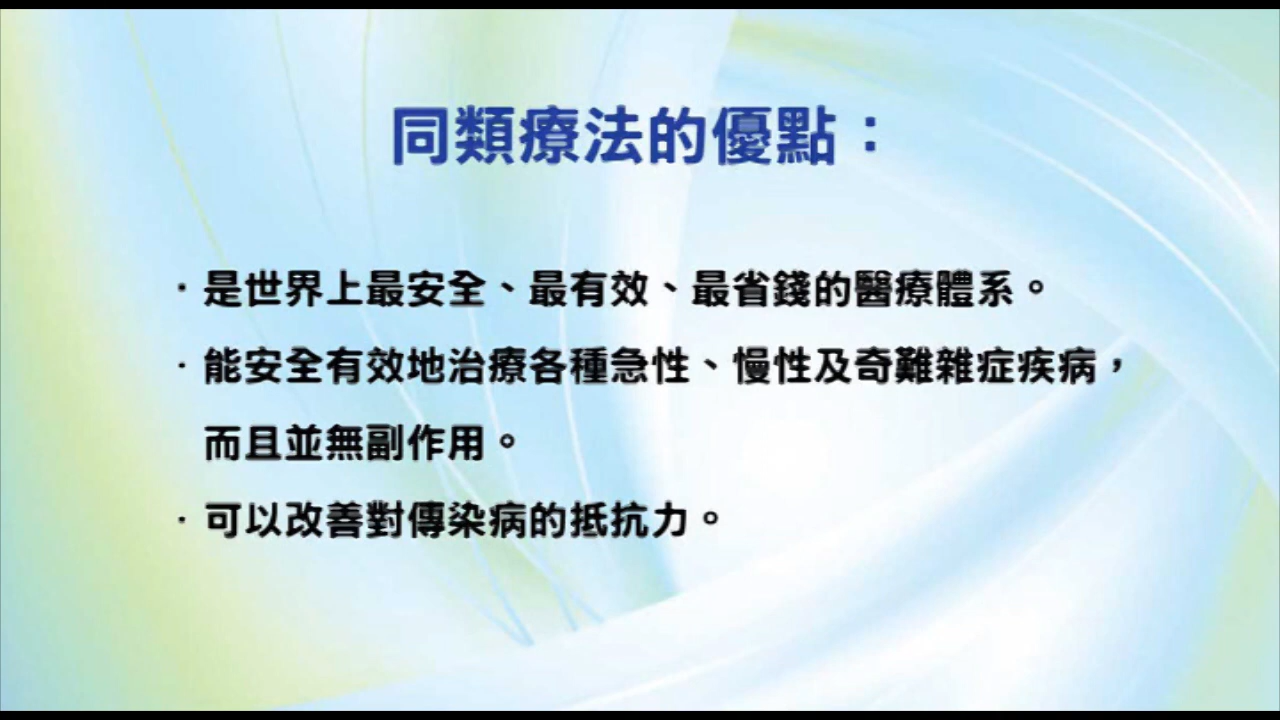 同類療法的優點：
· 是世界上最安全、最有效、最省錢的醫療體系。
· 能安全有效地治療各種急性、慢性及奇難雜症疾病，
而且並無副作用。
· 可以改善對傳染病的抵抗力。